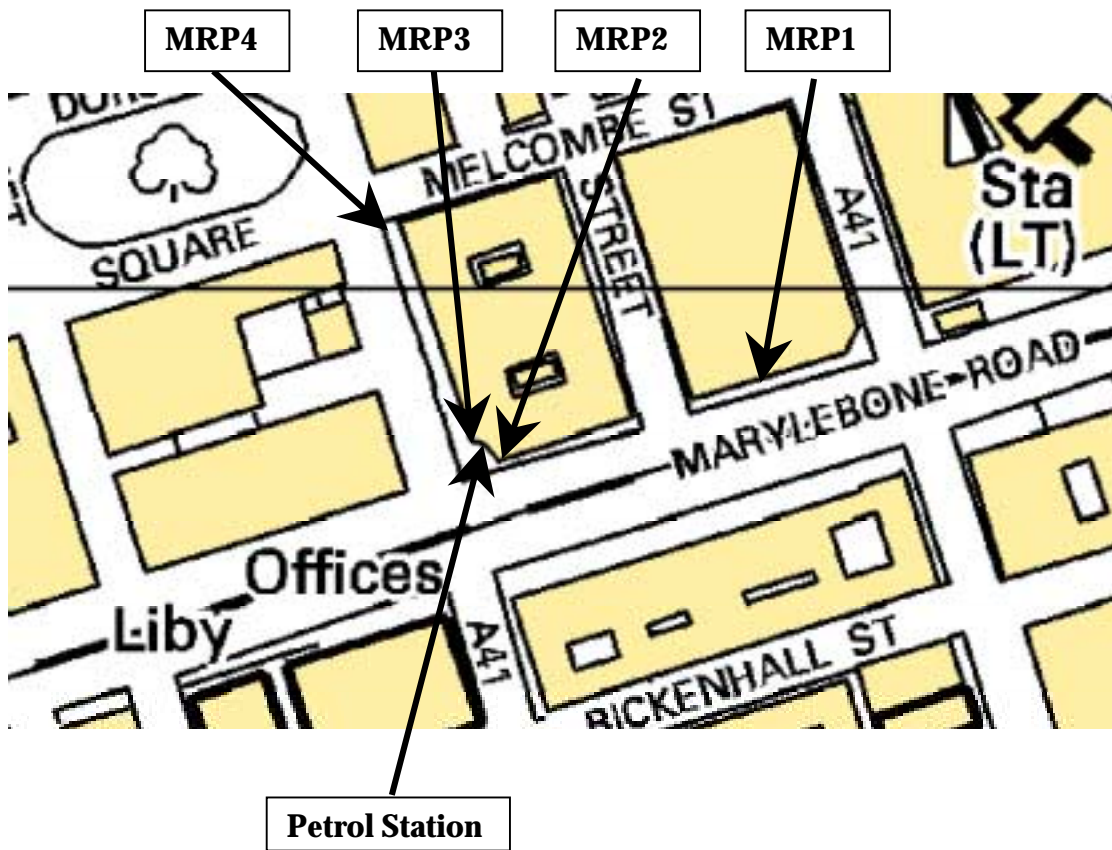 MRP4
MRP3
MRP2
MRP1
MELCOMBE ST
STREET
A41
Sta
(LT)
SQUARE
MARYLEBONE ROAD
Offices
Liby
A41
BICKENHALL ST
Petrol Station